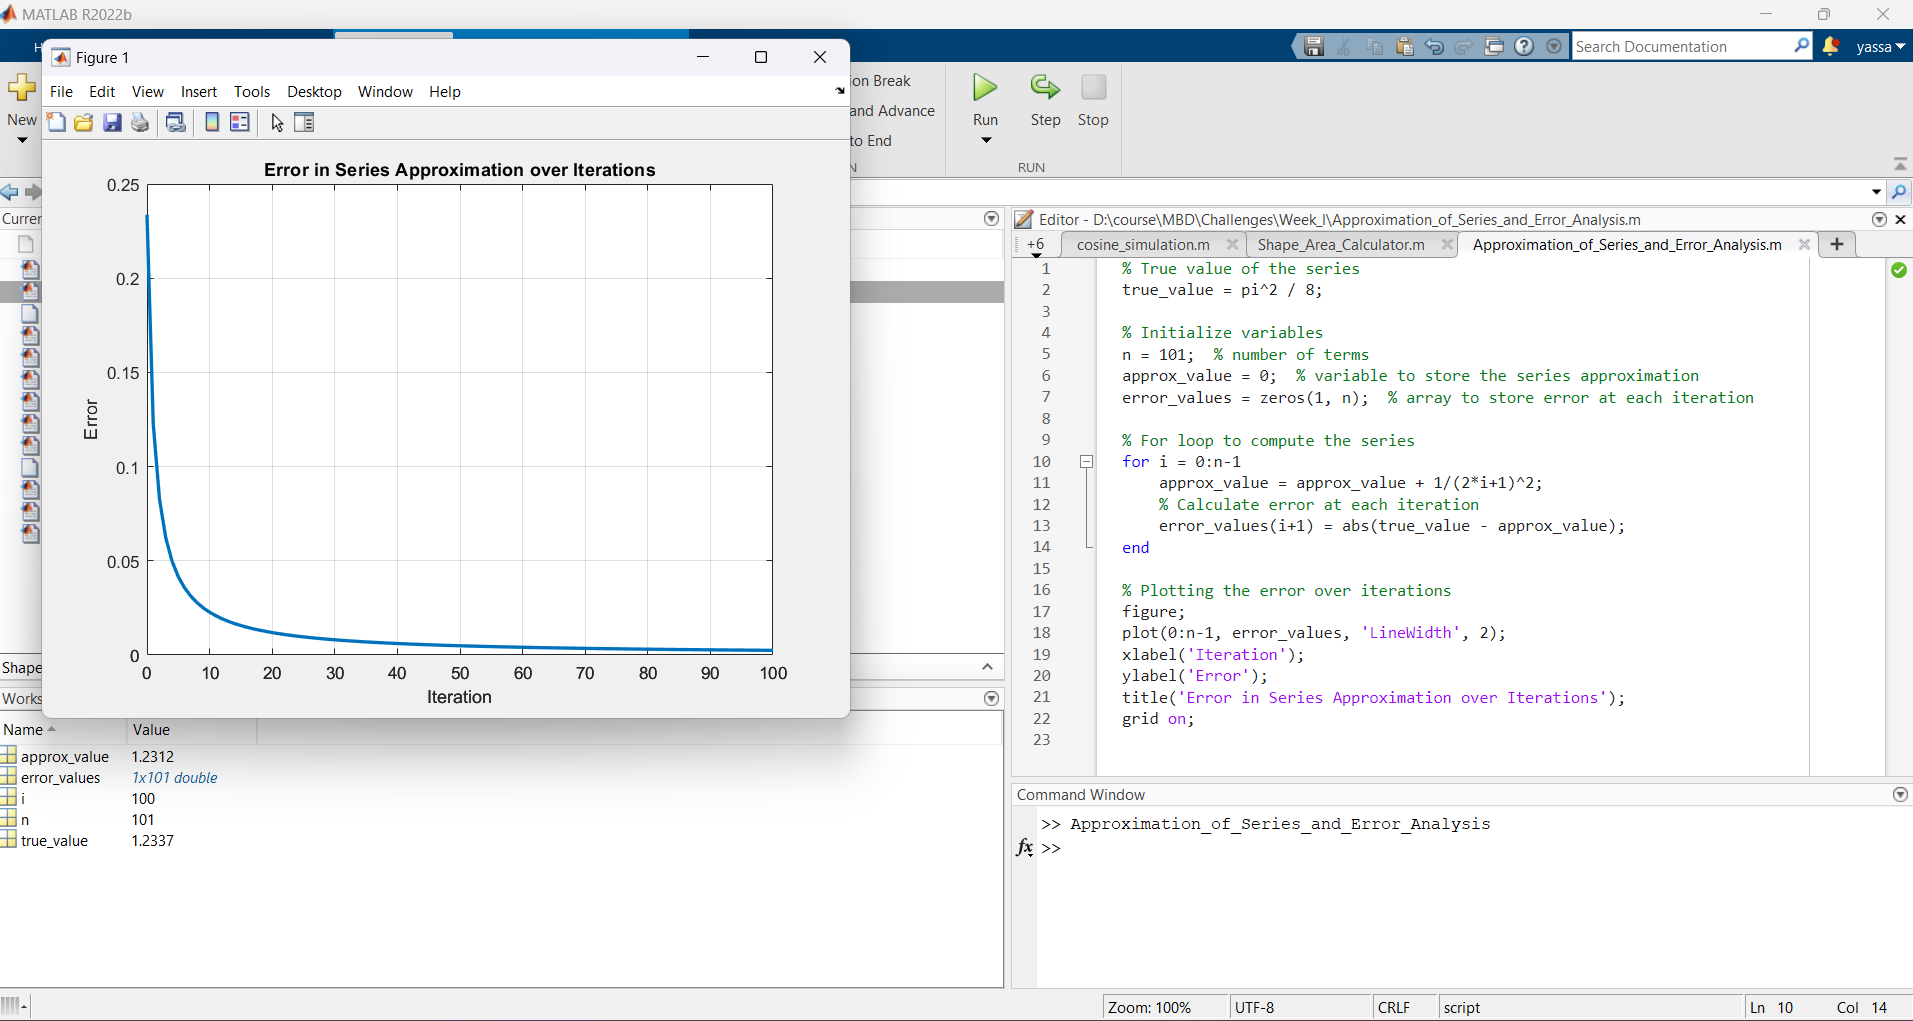 MATLAB R2022b
H
Search Documentation
yassa
Figure 1
File Edit View Insert Tools Desktop Window Help
New
ion Break
and Advance
to End
N
Run
Step
Stop
RUN
Error in Series Approximation over Iterations
0.25
0.2
0.15
0.1
0.05
0
Error
0 10 20 30 40 50 60 70 80 90 100
Iteration
Curren
Shape
Works
Name Value
approx_value 1.2312
error_values 1x101 double
i 100
n 101
true_value 1.2337
Editor - D:\course\MBD\Challenges\Week_I\Approximation_of_Series_and_Error_Analysis.m
+6 cosine_simulation.m Shape_Area_Calculator.m Approximation_of_Series_and_Error_Analysis.m
1 % True value of the series
2 true_value = pi^2 / 8;
3
4 % Initialize variables
5 n = 101; % number of terms
6 approx_value = 0; % variable to store the series approximation
7 error_values = zeros(1, n); % array to store error at each iteration
8
9 % For loop to compute the series
10 for i = 0:n-1
11 approx_value = approx_value + 1/(2*i+1)^2;
12 % Calculate error at each iteration
13 error_values(i+1) = abs(true_value - approx_value);
14 end
15
16 % Plotting the error over iterations
17 figure;
18 plot(0:n-1, error_values, 'LineWidth', 2);
19 xlabel('Iteration');
20 ylabel('Error');
21 title('Error in Series Approximation over Iterations');
22 grid on;
23
Command Window
>> Approximation_of_Series_and_Error_Analysis
fx >>
Zoom: 100% UTF-8 CRLF script Ln 10 Col 14